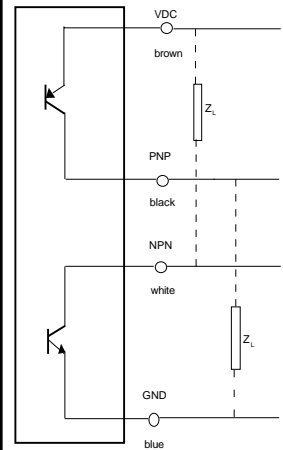 VDC
brown
Z_L
PNP
black
NPN
white
Z_L
GND
blue